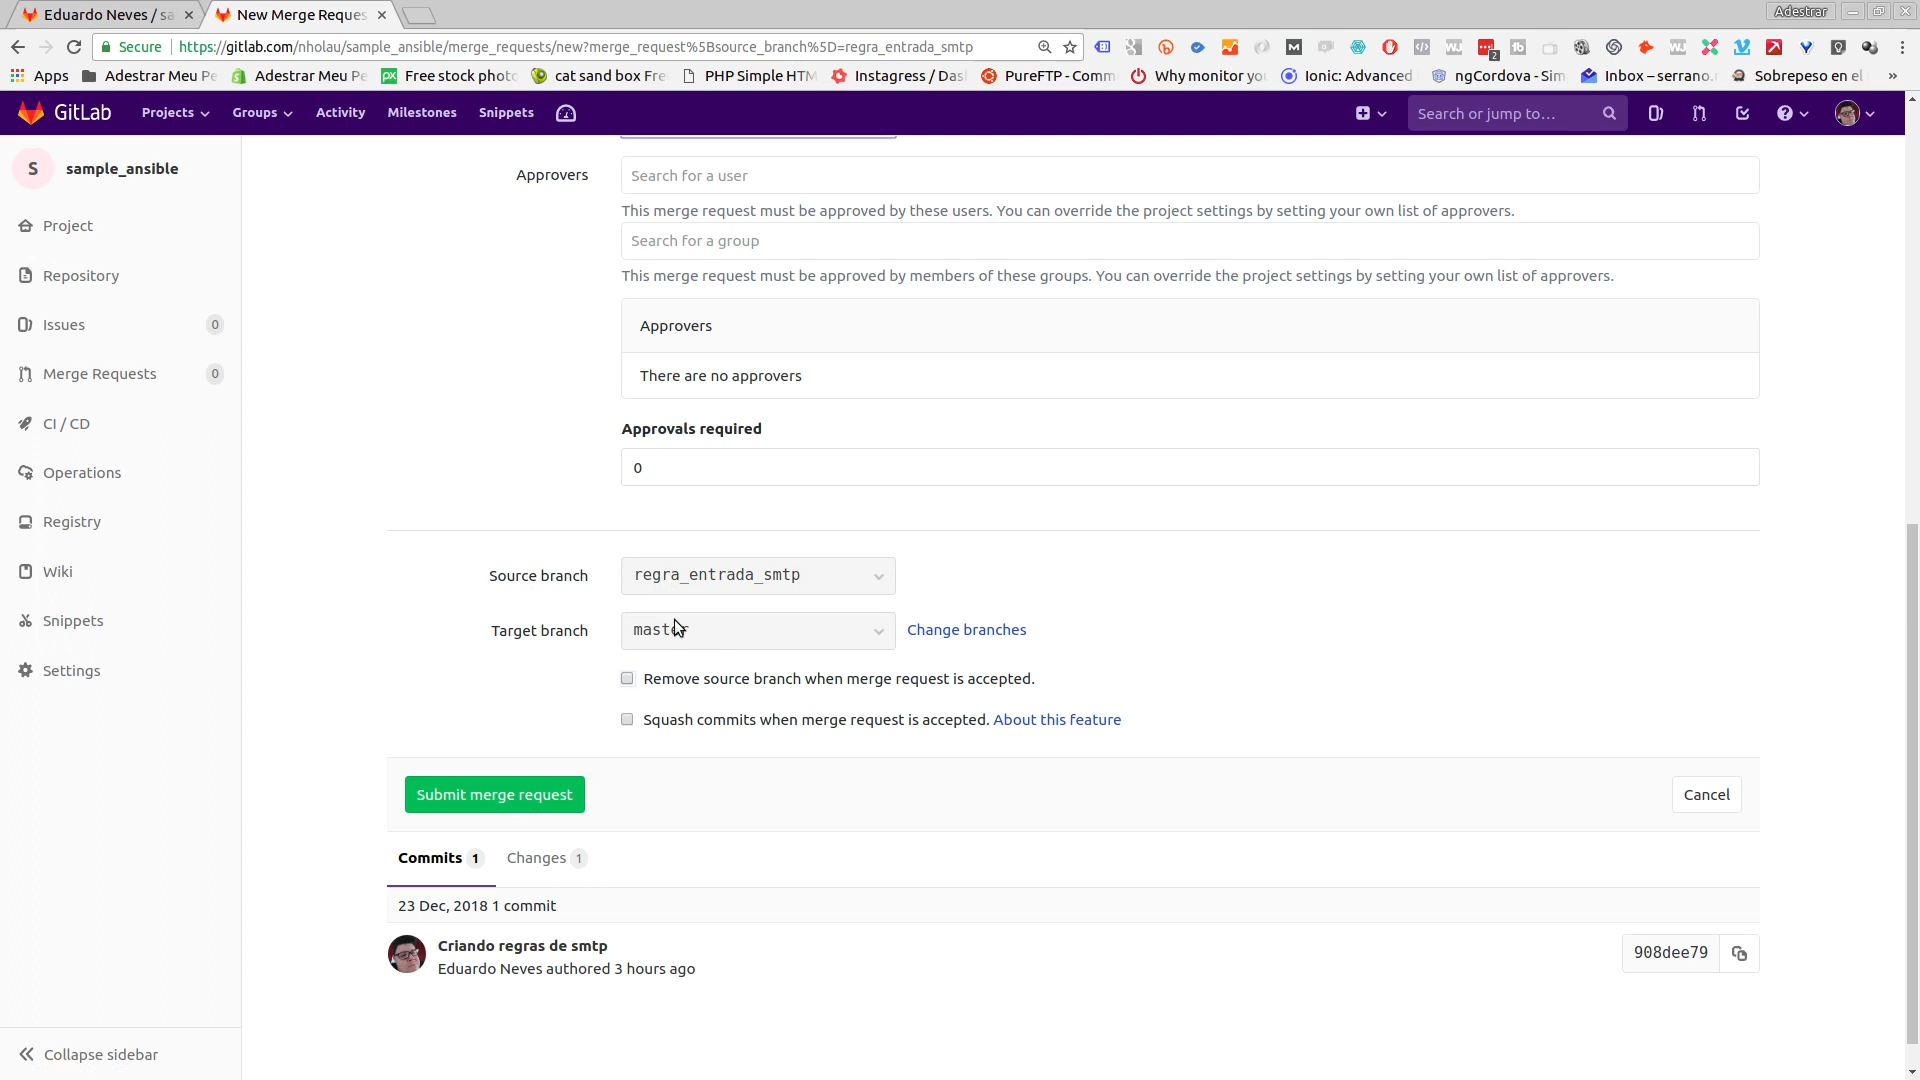 Eduardo Neves / sa
New Merge Reques
Adestrar
Secure
https://gitlab.com/nholau/sample_ansible/merge_requests/new?merge_request%5Bsource_branch%5D=regra_entrada_smtp
Apps
Adestrar Meu Pe
Adestrar Meu Pe
Free stock photo
cat sand box Fre
PHP Simple HTM
Instagress / Das
PureFTP - Comm
Why monitor yo
Ionic: Advanced
ngCordova - Sim
Inbox – serrano.
Sobrepeso en el
»
GitLab
Projects
Groups
Activity
Milestones
Snippets
Search or jump to…
S
sample_ansible
Project
Repository
Issues
0
Merge Requests
0
CI / CD
Operations
Registry
Wiki
Snippets
Settings
Collapse sidebar
Approvers
Search for a user
This merge request must be approved by these users. You can override the project settings by setting your own list of approvers.
Search for a group
This merge request must be approved by members of these groups. You can override the project settings by setting your own list of approvers.
Approvers
There are no approvers
Approvals required
0
Source branch
regra_entrada_smtp
Target branch
master
Change branches
Remove source branch when merge request is accepted.
Squash commits when merge request is accepted. About this feature
Submit merge request
Cancel
Commits 1
Changes 1
23 Dec, 2018 1 commit
Criando regras de smtp
Eduardo Neves authored 3 hours ago
908dee79